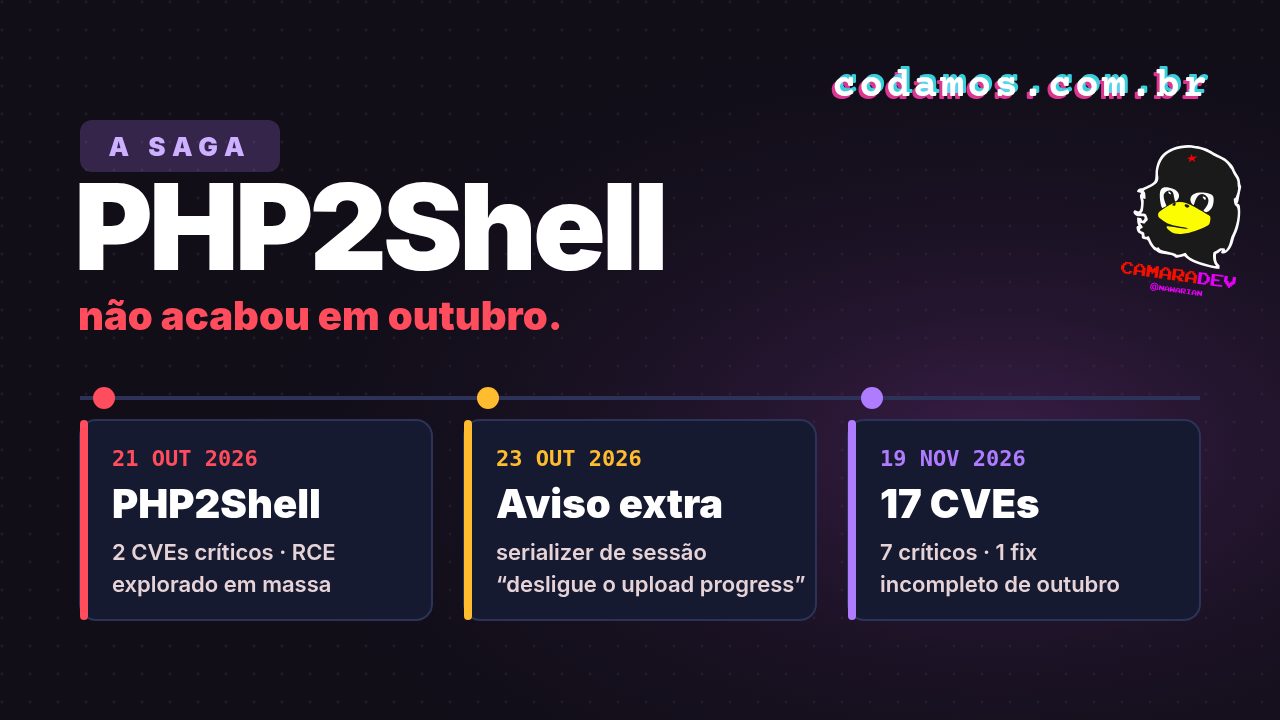 codamos.com.br
A SAGA
PHP2Shell
não acabou em outubro.
CAMARADEV
@NAWARIAN
21 OUT 2026
PHP2Shell
2 CVEs críticos · RCE
explorado em massa
23 OUT 2026
Aviso extra
serializer de sessão
“desligue o upload progress”
19 NOV 2026
17 CVEs
7 críticos · 1 fix
incompleto de outubro